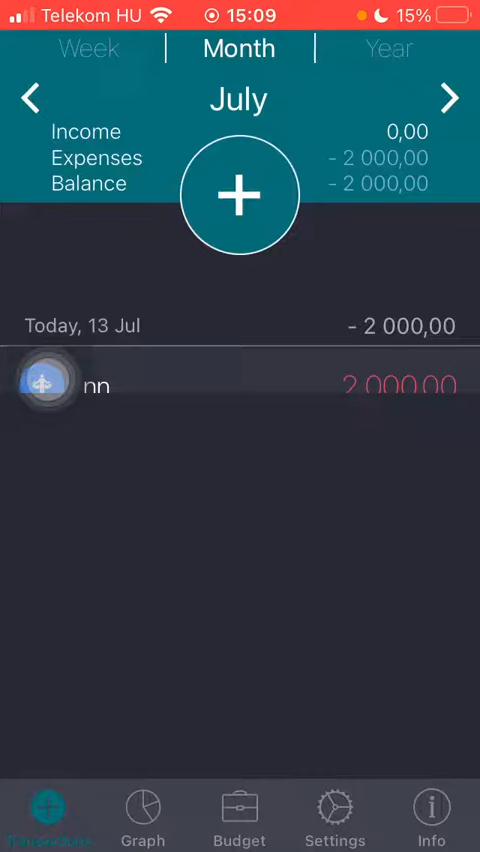 Telekom HU 15:09 15%
Week Month Year
July
Income 0,00
Expenses - 2 000,00
Balance - 2 000,00
Today, 13 Jul - 2 000,00
nn 2 000,00
Transactions Graph Budget Settings Info